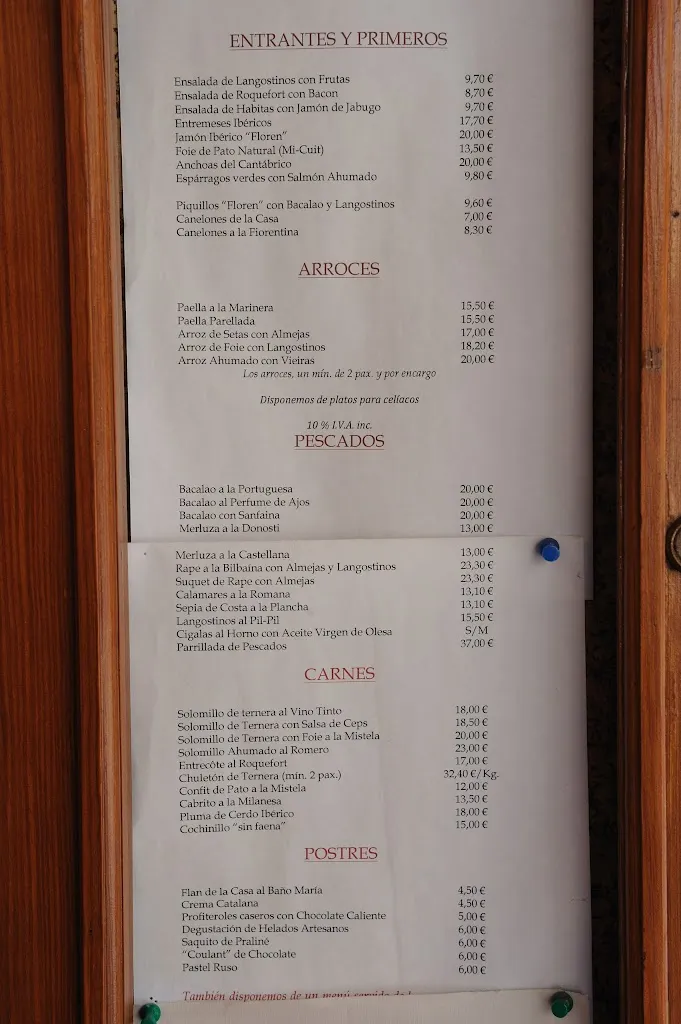 ENTRANTES Y PRIMEROS
Ensalada de Langostinos con Frutas 9,70 €
Ensalada de Roquefort con Bacon 8,70 €
Ensalada de Habitas con Jamón de Jabugo 9,70 €
Entremeses Ibéricos 17,70 €
Jamón Ibérico "Floren" 20,00 €
Foie de Pato Natural (Mi-Cuit) 13,50 €
Anchoas del Cantábrico 20,00 €
Espárragos verdes con Salmón Ahumado 9,80 €
Piquillos "Floren" con Bacalao y Langostinos 9,60 €
Canelones de la Casa 7,00 €
Canelones a la Fiorentina 8,30 €
ARROCES
Paella a la Marinera 15,50 €
Paella Parellada 15,50 €
Arroz de Setas con Almejas 17,00 €
Arroz de Foie con Langostinos 18,20 €
Arroz Ahumado con Vieiras 20,00 €
Los arroces, un mín. de 2 pax. y por encargo
Disponemos de platos para celíacos
10 % I.V.A. inc.
PESCADOS
Bacalao a la Portuguesa 20,00 €
Bacalao al Perfume de Ajos 20,00 €
Bacalao con Sanfaina 20,00 €
Merluza a la Donosti 13,00 €
Merluza a la Castellana 13,00 €
Rape a la Bilbaína con Almejas y Langostinos 23,30 €
Suquet de Rape con Almejas 23,30 €
Calamares a la Romana 13,10 €
Sepia de Costa a la Plancha 13,10 €
Langostinos al Pil-Pil 15,50 €
Cigalas al Horno con Aceite Virgen de Olesa S/M
Parrillada de Pescados 37,00 €
CARNES
Solomillo de ternera al Vino Tinto 18,00 €
Solomillo de Ternera con Salsa de Ceps 18,50 €
Solomillo de Ternera con Foie a la Mistela 20,00 €
Solomillo Ahumado al Romero 23,00 €
Entrecôte al Roquefort 17,00 €
Chuletón de Ternera (mín. 2 pax.) 32,40 €/Kg.
Confit de Pato a la Mistela 12,00 €
Cabrito a la Milanesa 13,50 €
Pluma de Cerdo Ibérico 18,00 €
Cochinillo "sin faena" 15,00 €
POSTRES
Flan de la Casa al Baño María 4,50 €
Crema Catalana 4,50 €
Profiteroles caseros con Chocolate Caliente 5,00 €
Degustación de Helados Artesanos 6,00 €
Saquito de Praliné 6,00 €
"Coulant" de Chocolate 6,00 €
Pastel Ruso 6,00 €
También disponemos de un menú